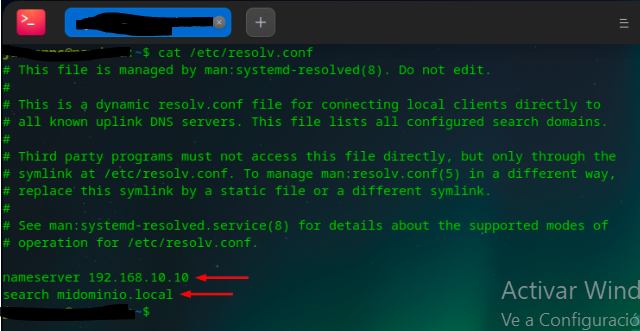 :~$ cat /etc/resolv.conf
# This file is managed by man:systemd-resolved(8). Do not edit.
#
# This is a dynamic resolv.conf file for connecting local clients directly to
# all known uplink DNS servers. This file lists all configured search domains.
#
# Third party programs must not access this file directly, but only through the
# symlink at /etc/resolv.conf. To manage man:resolv.conf(5) in a different way,
# replace this symlink by a static file or a different symlink.
#
# See man:systemd-resolved.service(8) for details about the supported modes of
# operation for /etc/resolv.conf.
nameserver 192.168.10.10
search midominio.local
:~$
Activar Wind
Ve a Configuració